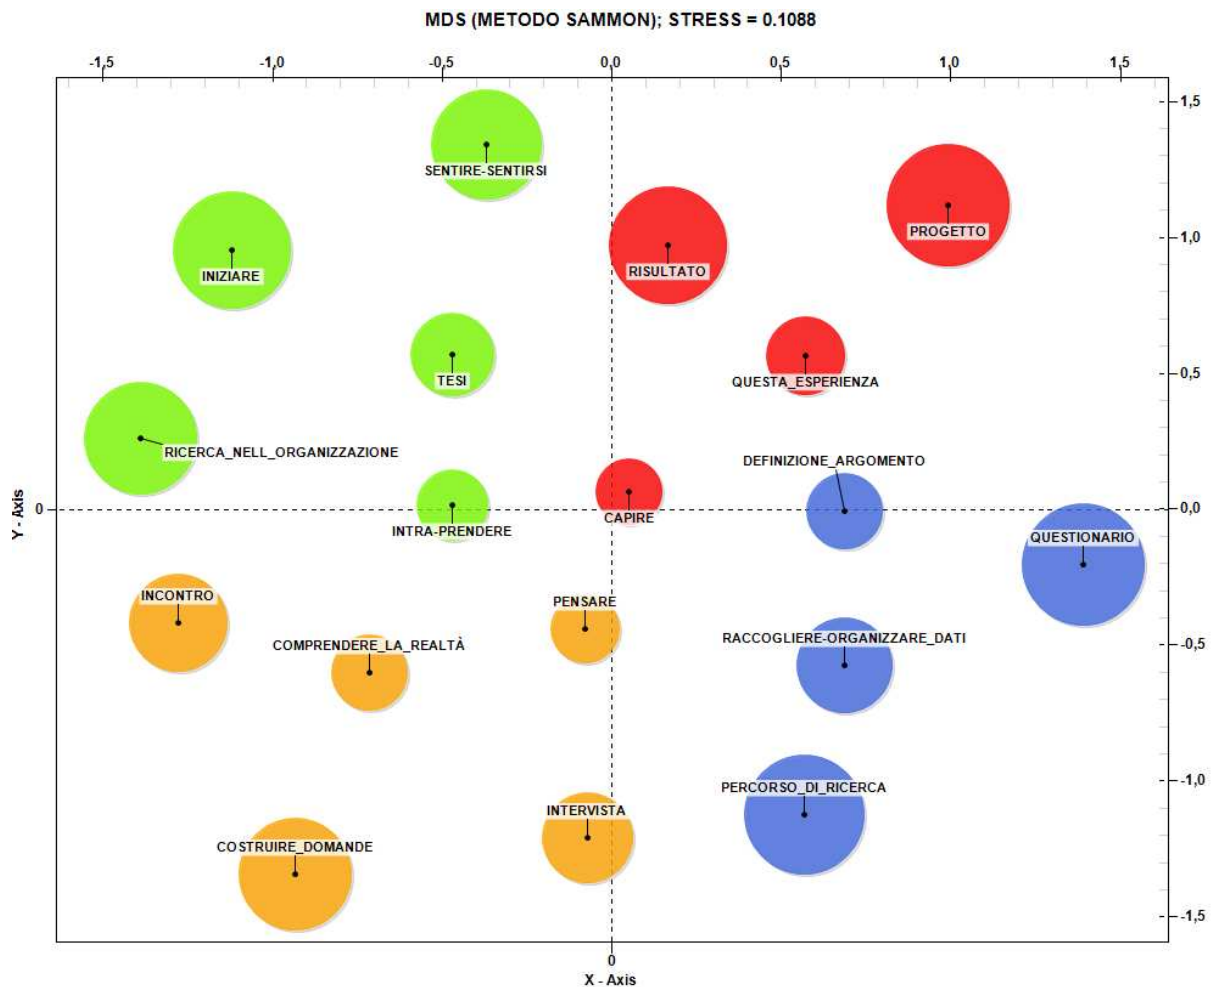 MDS (METODO SAMMON); STRESS = 0.1088
-1,5 -1,0 -0,5 0,0 0,5 1,0 1,5
1,5
SENTIRE-SENTIRSI
PROGETTO
1,0
INIZIARE
RISULTATO
TESI
QUESTA_ESPERIENZA
0,5
RICERCA_NELL_ORGANIZZAZIONE
DEFINIZIONE_ARGOMENTO
Y - Axis
0
CAPIRE
0,0
INTRA-PRENDERE
QUESTIONARIO
INCONTRO
PENSARE
COMPRENDERE_LA_REALTÀ
RACCOGLIERE-ORGANIZZARE_DATI
-0,5
PERCORSO_DI_RICERCA
-1,0
INTERVISTA
COSTRUIRE_DOMANDE
-1,5
0
X - Axis